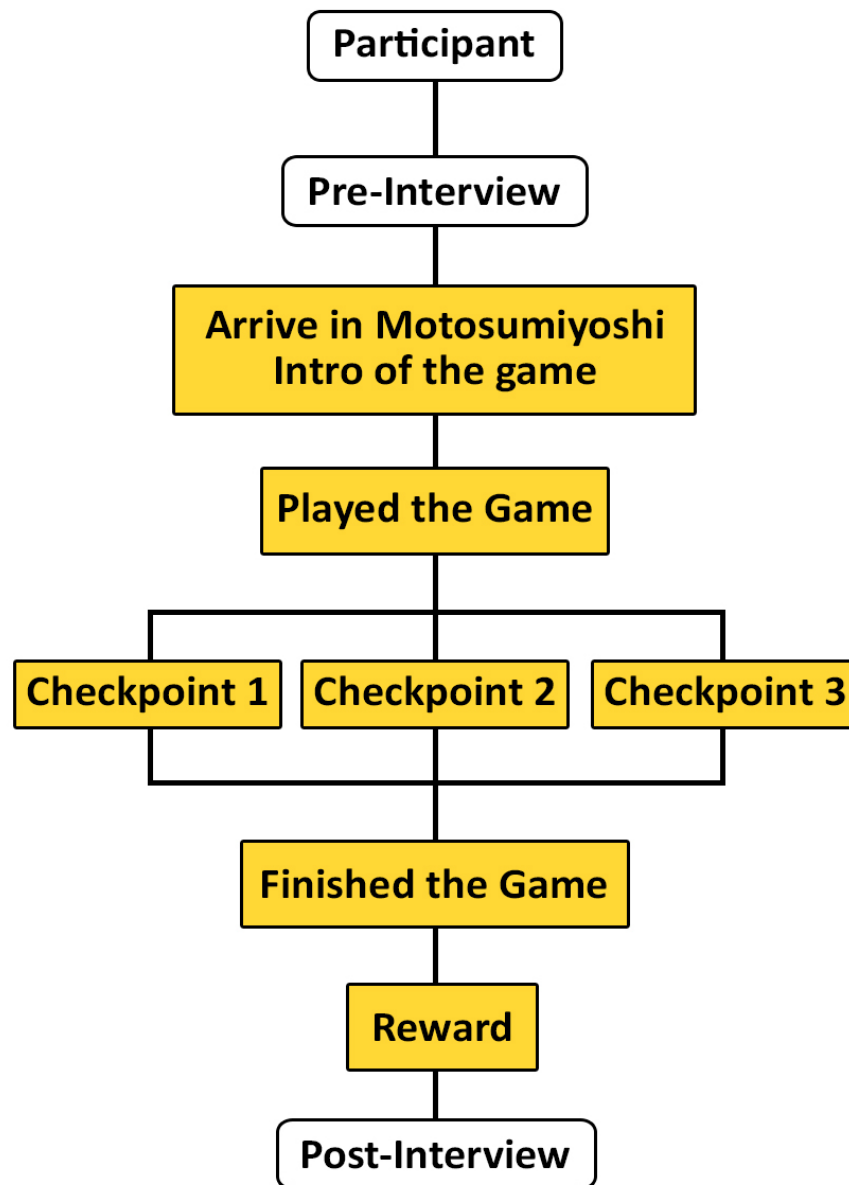 Participant
Pre-Interview
Arrive in Motosumiyoshi
Intro of the game
Played the Game
Checkpoint 1
Checkpoint 2
Checkpoint 3
Finished the Game
Reward
Post-Interview